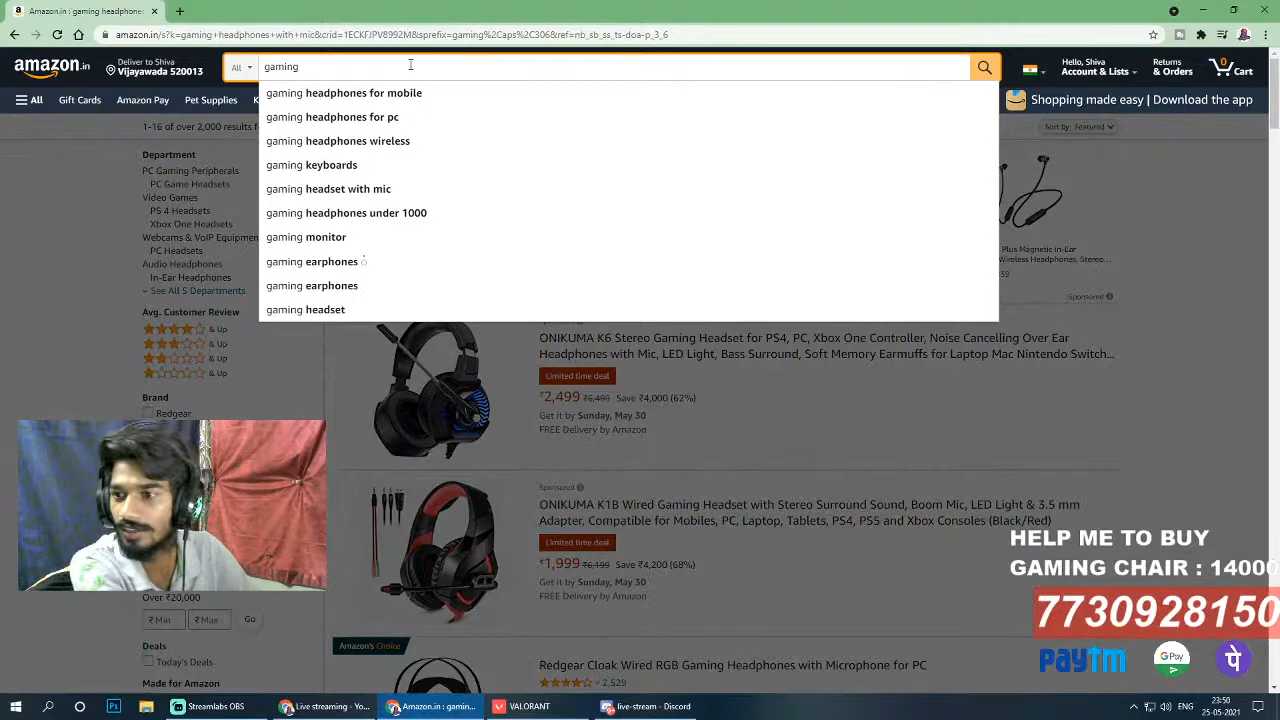 Amazon.in : gaming headphones
amazon.in/s?k=gaming+headphones+with+mic&crid=1ECKFJPV8992M&sprefix=gaming%2Caps%2C306&ref=nb_sb_ss_ts-doa-p_3_6
amazon.in
Deliver to Shiva
Vijayawada 520013
All
gaming
Hello, Shiva
Account & Lists
Returns
& Orders
0
Cart
All
Gift Cards
Amazon Pay
Pet Supplies
Shopping made easy | Download the app
gaming headphones for mobile
gaming headphones for pc
gaming headphones wireless
gaming keyboards
gaming headset with mic
gaming headphones under 1000
gaming monitor
gaming earphones ं
gaming earphones
gaming headset
1-16 of over 2,000 results
Sort by: Featured
Department
PC Gaming Peripherals
PC Game Headsets
Video Games
PS 4 Headsets
Xbox One Headsets
Webcams & VoIP Equipmen
PC Headsets
Audio Headphones
In-Ear Headphones
See All 5 Departments
Avg. Customer Review
& Up
& Up
& Up
& Up
Brand
Redgear
Over ₹20,000
₹ Min
₹ Max
Go
Deals
Today's Deals
Made for Amazon
Plus Magnetic in-Ear
Wireless Headphones, Stereo...
39
Sponsored
ONIKUMA K6 Stereo Gaming Headset for PS4, PC, Xbox One Controller, Noise Cancelling Over Ear
Headphones with Mic, LED Light, Bass Surround, Soft Memory Earmuffs for Laptop Mac Nintendo Switch...
Limited time deal
₹2,499 ₹6,499 Save ₹4,000 (62%)
Get it by Sunday, May 30
FREE Delivery by Amazon
Sponsored
ONIKUMA K1B Wired Gaming Headset with Stereo Surround Sound, Boom Mic, LED Light & 3.5 mm
Adapter, Compatible for Mobiles, PC, Laptop, Tablets, PS4, PS5 and Xbox Consoles (Black/Red)
Limited time deal
₹1,999 ₹6,199 Save ₹4,200 (68%)
Get it by Sunday, May 30
FREE Delivery by Amazon
Amazon's Choice
Redgear Cloak Wired RGB Gaming Headphones with Microphone for PC
2,529
HELP ME TO BUY
GAMING CHAIR : 14000
7730928150
PAYTM
G Pay
Streamlabs OBS
Live streaming - Yo...
Amazon.in : gaming...
VALORANT
live-stream - Discord
ENG
23:50
25-05-2021